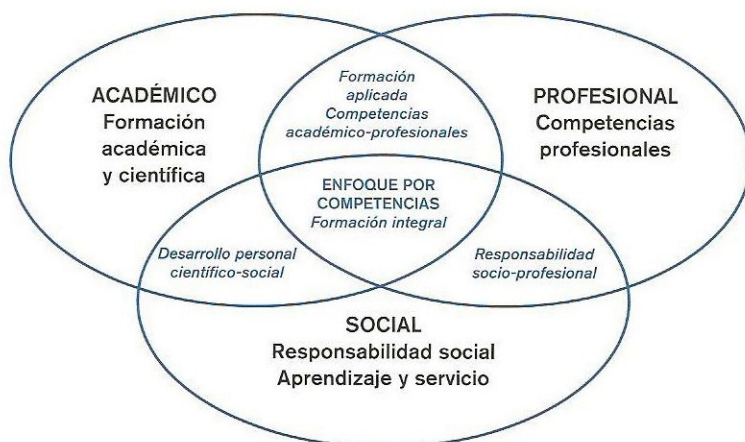 ACADÉMICO
Formación
académica
y científica
Formación
aplicada
Competencias
académico-profesionales
PROFESIONAL
Competencias
profesionales
ENFOQUE POR
COMPETENCIAS
Formación integral
Desarrollo personal
científico-social
Responsabilidad
socio-profesional
SOCIAL
Responsabilidad social
Aprendizaje y servicio